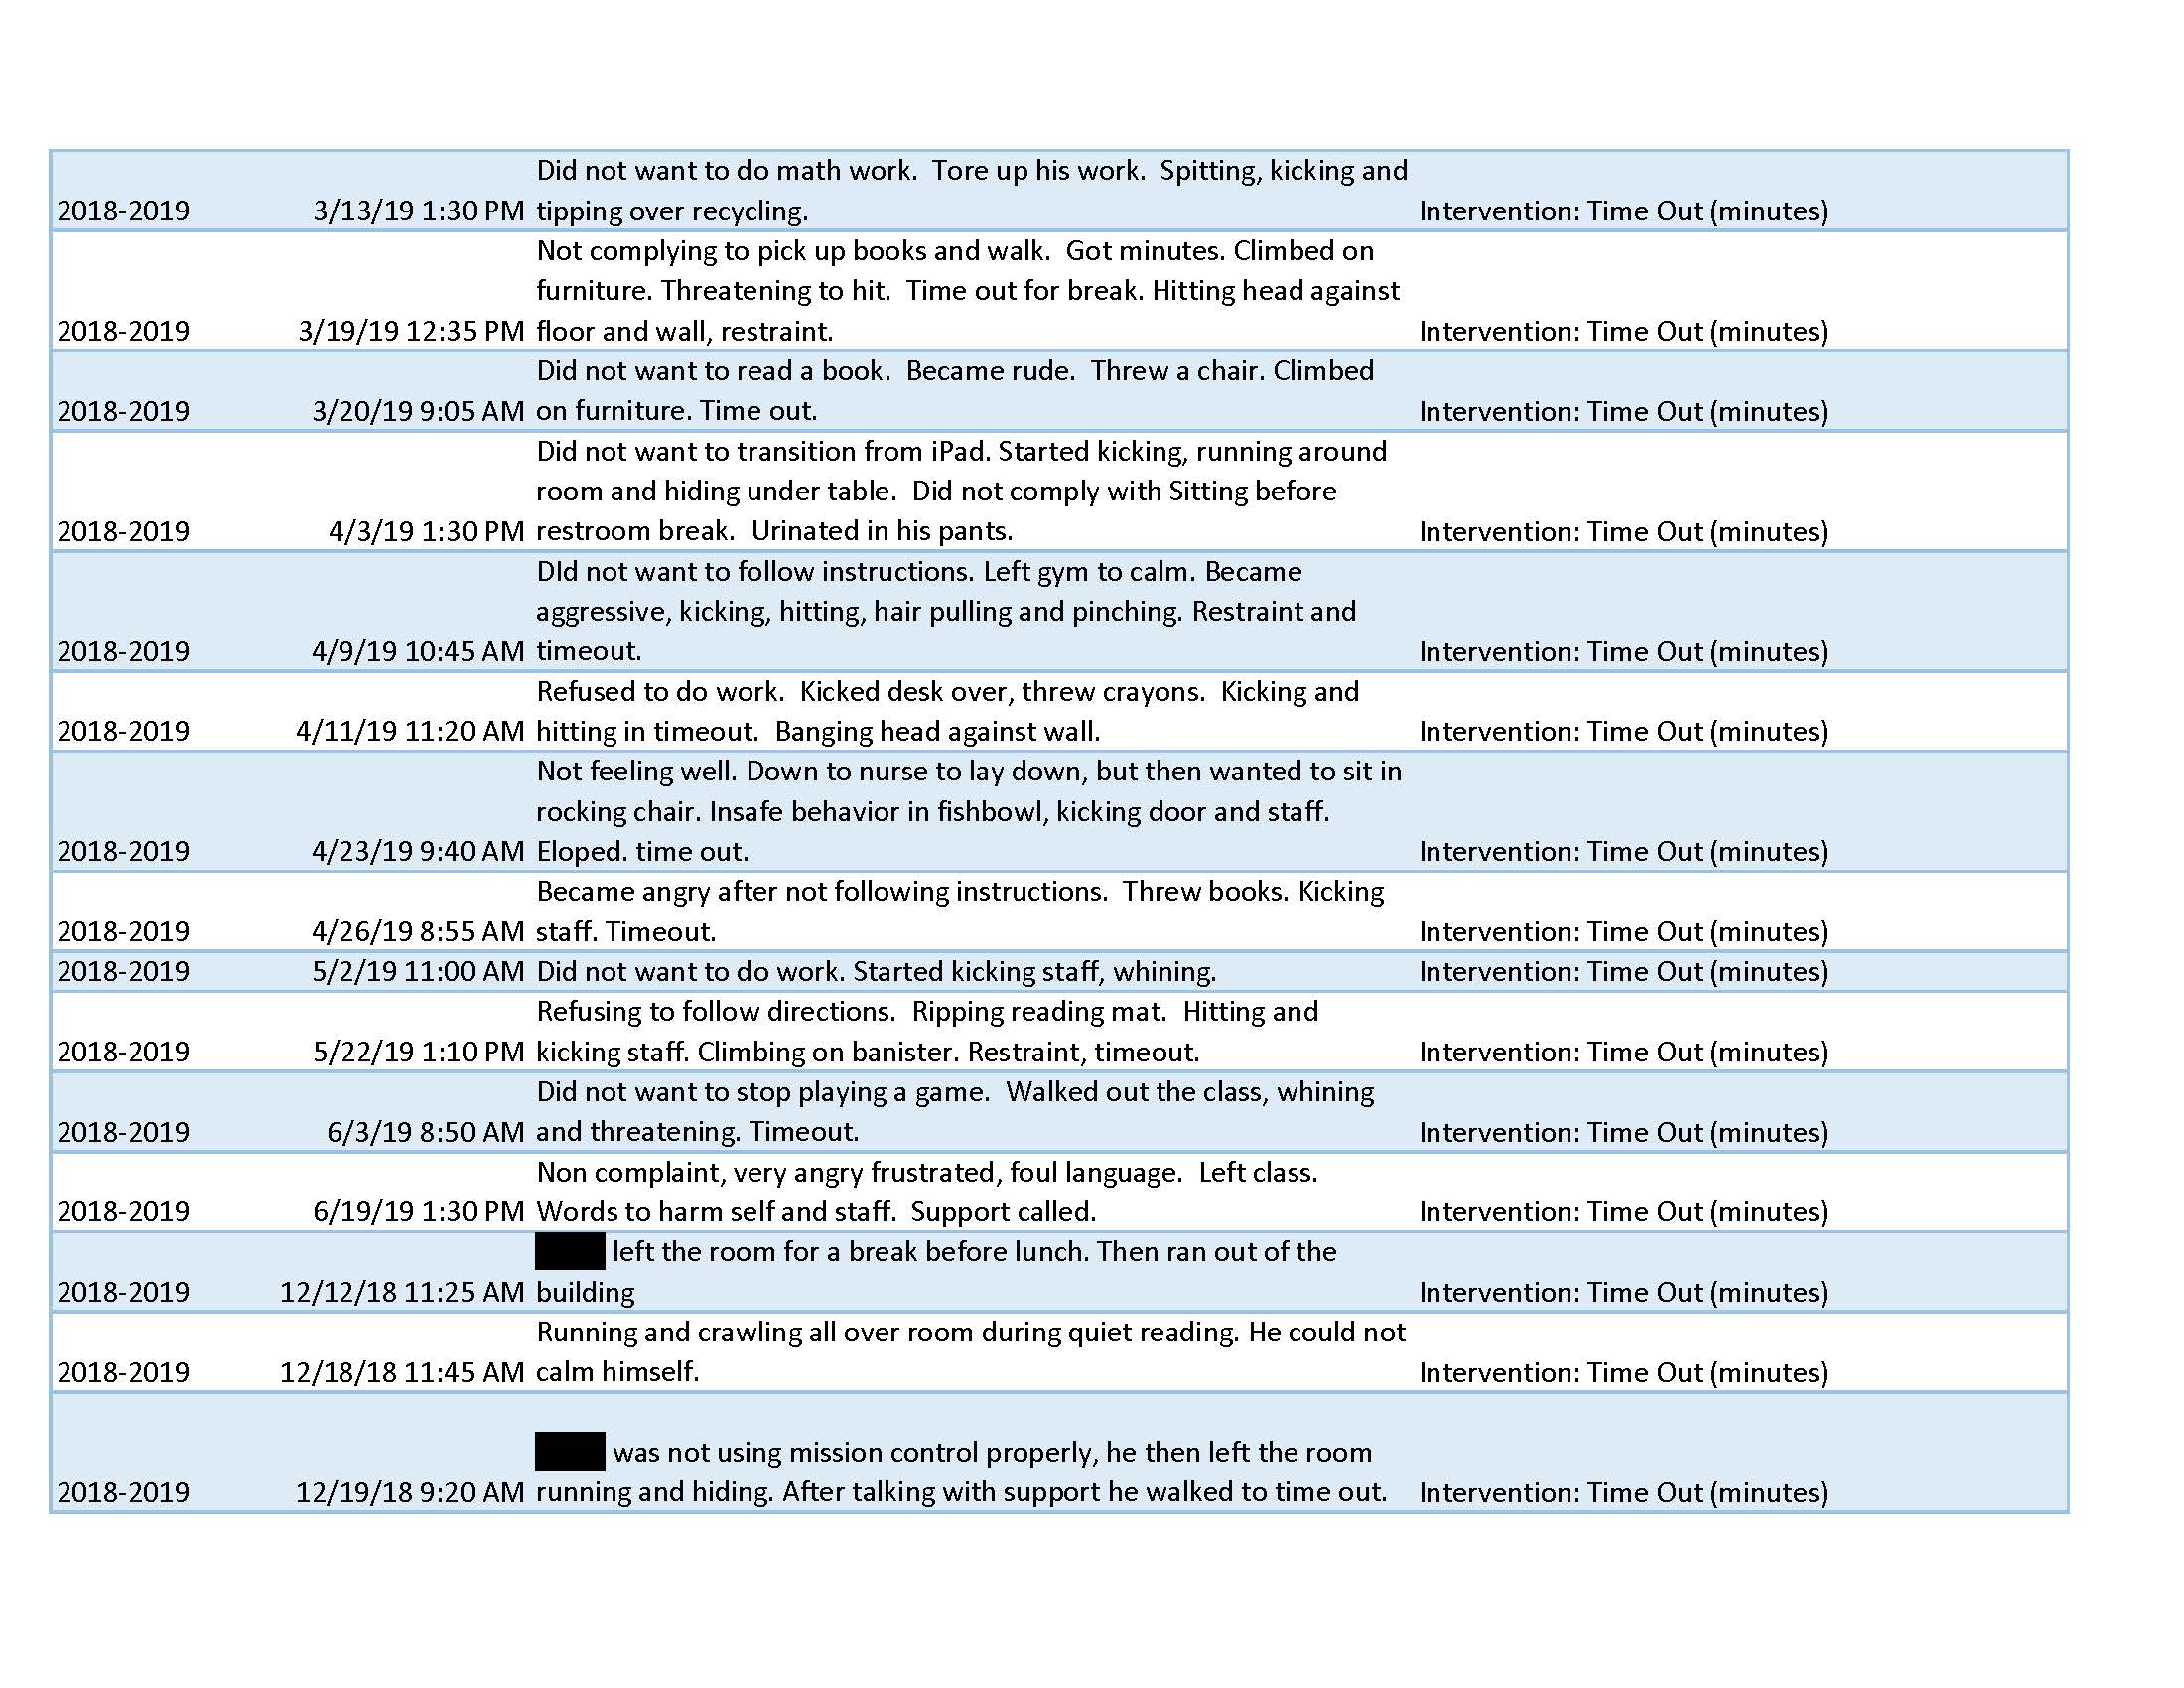 Did not want to do math work.  Tore up his work.  Spitting, kicking and
2018-2019 3/13/19 1:30 PM tipping over recycling. Intervention: Time Out (minutes)
Not complying to pick up books and walk.  Got minutes. Climbed on
furniture. Threatening to hit.  Time out for break. Hitting head against
2018-2019 3/19/19 12:35 PM floor and wall, restraint. Intervention: Time Out (minutes)
Did not want to read a book.  Became rude.  Threw a chair. Climbed
2018-2019 3/20/19 9:05 AM on furniture. Time out. Intervention: Time Out (minutes)
Did not want to transition from iPad. Started kicking, running around
room and hiding under table.  Did not comply with Sitting before
2018-2019 4/3/19 1:30 PM restroom break.  Urinated in his pants. Intervention: Time Out (minutes)
DId not want to follow instructions. Left gym to calm. Became
aggressive, kicking, hitting, hair pulling and pinching. Restraint and
2018-2019 4/9/19 10:45 AM timeout. Intervention: Time Out (minutes)
Refused to do work.  Kicked desk over, threw crayons.  Kicking and
2018-2019 4/11/19 11:20 AM hitting in timeout.  Banging head against wall. Intervention: Time Out (minutes)
Not feeling well. Down to nurse to lay down, but then wanted to sit in
rocking chair. Insafe behavior in fishbowl, kicking door and staff.
2018-2019 4/23/19 9:40 AM Eloped. time out. Intervention: Time Out (minutes)
Became angry after not following instructions.  Threw books. Kicking
2018-2019 4/26/19 8:55 AM staff. Timeout. Intervention: Time Out (minutes)
2018-2019 5/2/19 11:00 AM Did not want to do work. Started kicking staff, whining. Intervention: Time Out (minutes)
Refusing to follow directions.  Ripping reading mat.  Hitting and
2018-2019 5/22/19 1:10 PM kicking staff. Climbing on banister. Restraint, timeout. Intervention: Time Out (minutes)
Did not want to stop playing a game.  Walked out the class, whining
2018-2019 6/3/19 8:50 AM and threatening. Timeout. Intervention: Time Out (minutes)
Non complaint, very angry frustrated, foul language.  Left class.
2018-2019 6/19/19 1:30 PM Words to harm self and staff.  Support called. Intervention: Time Out (minutes)
left the room for a break before lunch. Then ran out of the
2018-2019 12/12/18 11:25 AM building Intervention: Time Out (minutes)
Running and crawling all over room during quiet reading. He could not
2018-2019 12/18/18 11:45 AM calm himself. Intervention: Time Out (minutes)
was not using mission control properly, he then left the room
2018-2019 12/19/18 9:20 AM running and hiding. After talking with support he walked to time out. Intervention: Time Out (minutes)